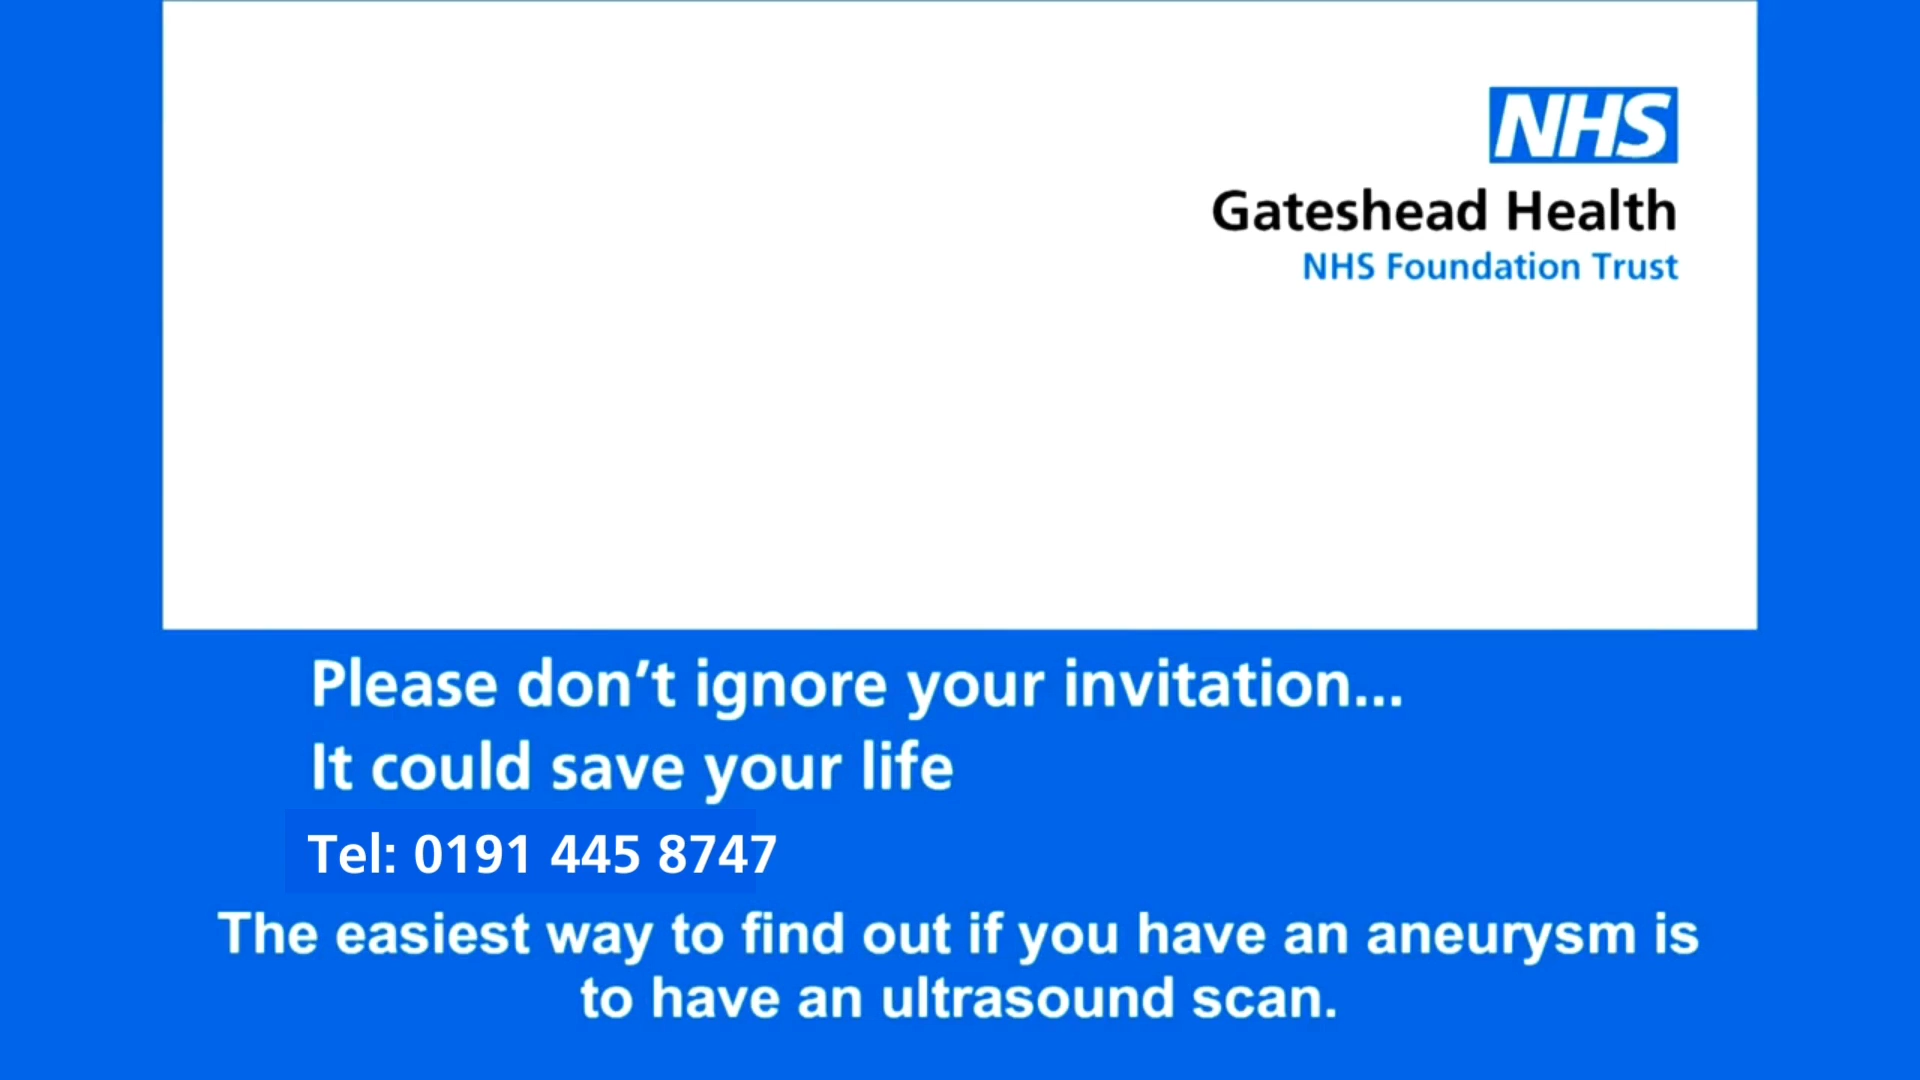 NHS
Gateshead Health
NHS Foundation Trust
Please don’t ignore your invitation...
It could save your life
Tel: 0191 445 8747
The easiest way to find out if you have an aneurysm is
to have an ultrasound scan.